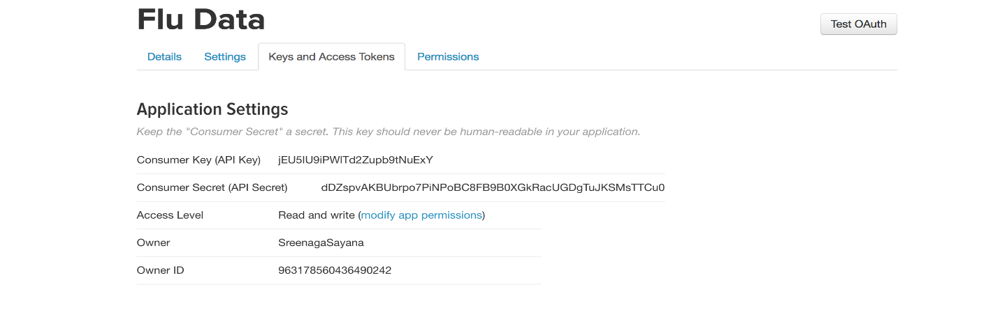 Flu Data
Test OAuth
Details Settings Keys and Access Tokens Permissions
Application Settings
Keep the "Consumer Secret" a secret. This key should never be human-readable in your application.
Consumer Key (API Key)
Consumer Secret (API Secret) dDZspvAKBUbrpo7PiNPoBC8FB9B0XGkRacUGDgTuJKSMsTTCu0
Access Level Read and write (modify app permissions)
Owner SreenagaSayana
Owner ID 963178560436490242